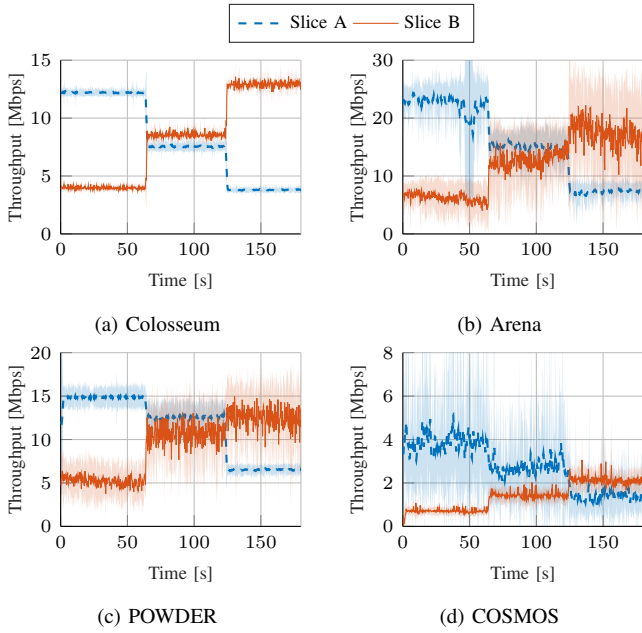 Slice A Slice B
15
10
5
0
0 50 100 150
Throughput [Mbps]
Time [s]
(a) Colosseum
30
20
10
0
0 50 100 150
Throughput [Mbps]
Time [s]
(b) Arena
20
15
10
5
0
0 50 100 150
Throughput [Mbps]
Time [s]
(c) POWDER
8
6
4
2
0
0 50 100 150
Throughput [Mbps]
Time [s]
(d) COSMOS